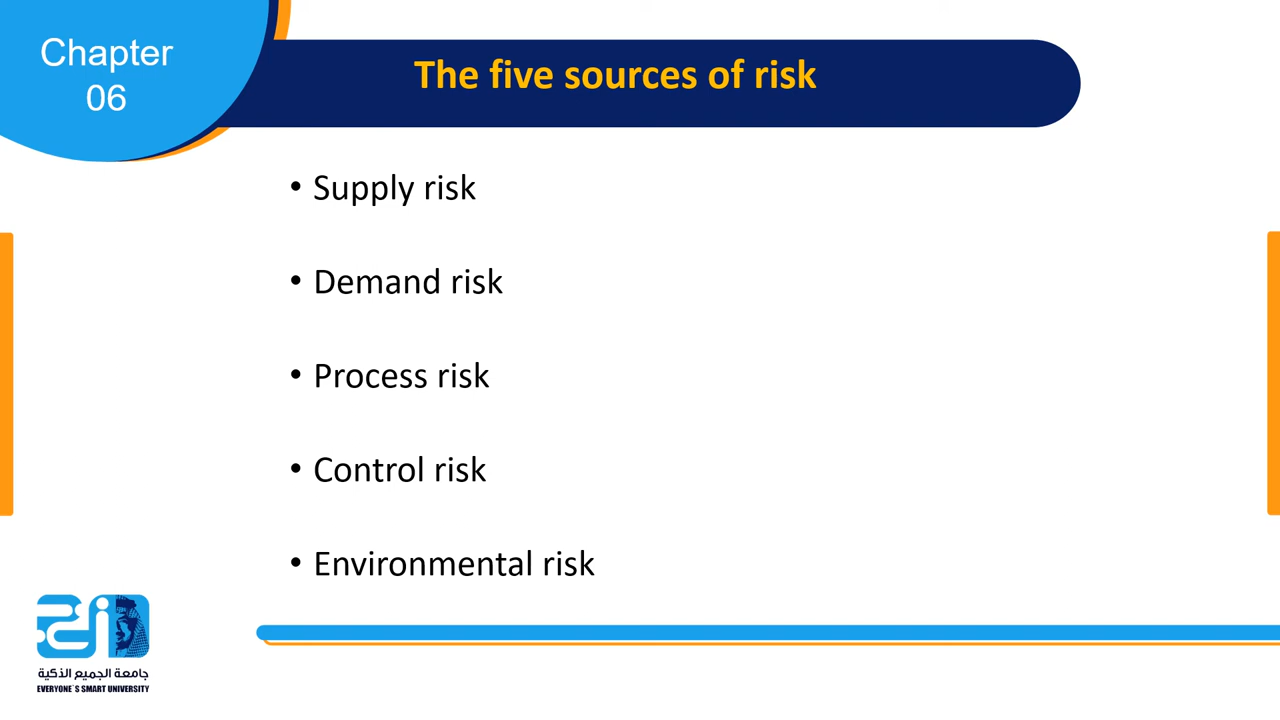 Chapter
06
The five sources of risk
• Supply risk
• Demand risk
• Process risk
• Control risk
• Environmental risk
جامعة الجميع الذكية
EVERYONE`S SMART UNIVERSITY